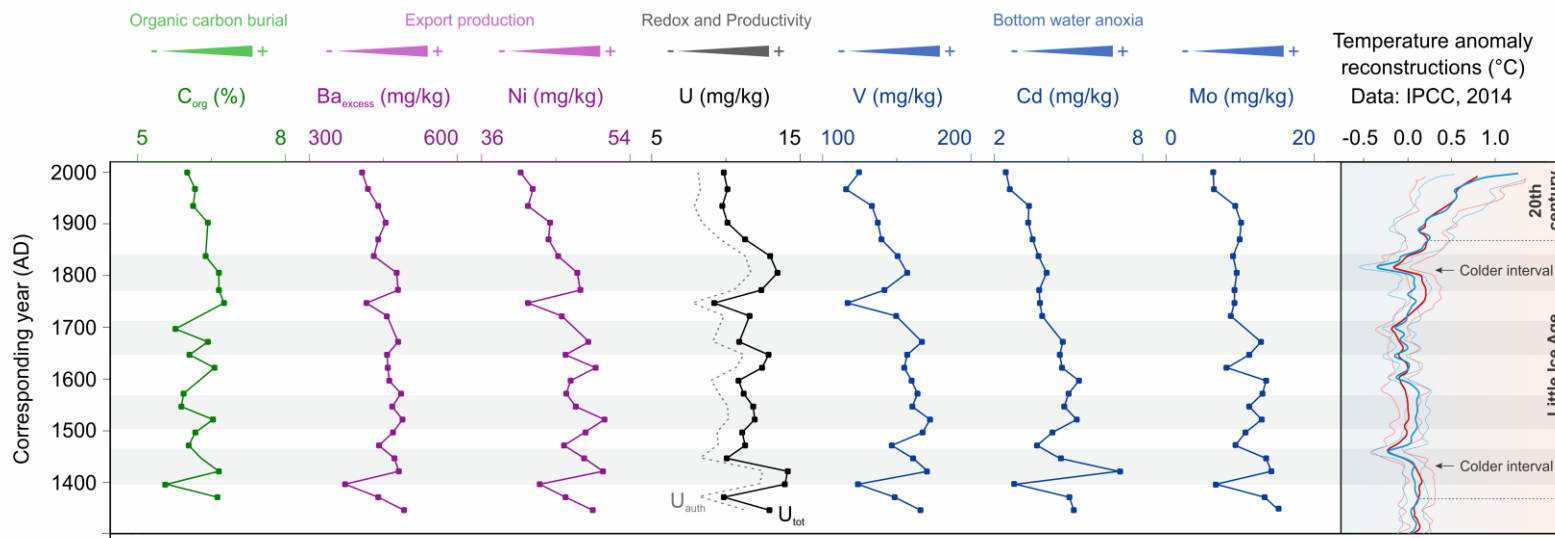 Organic carbon burial Export production Redox and Productivity Bottom water anoxia
- + - + - + - + - + - + - +
Temperature anomaly
reconstructions (°C)
Data: IPCC, 2014
Corg (%) Baexcess (mg/kg) Ni (mg/kg) U (mg/kg) V (mg/kg) Cd (mg/kg) Mo (mg/kg)
5 8 300 600 36 54 5 15 100 200 2 8 0 20 -0.5 0.0 0.5 1.0
Corresponding year (AD)
2000
1900
1800
1700
1600
1500
1400
Uauth
Utot
20th
century
Colder interval
Little Ice Age
Colder interval